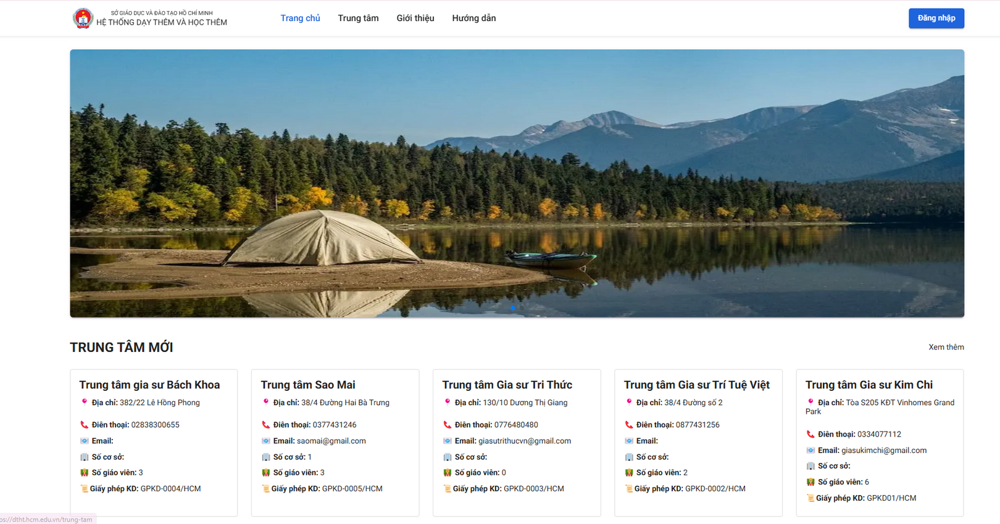 SỞ GIÁO DỤC VÀ ĐÀO TẠO HỒ CHÍ MINH
HỆ THỐNG DẠY THÊM VÀ HỌC THÊM
Trang chủ
Trung tâm
Giới thiệu
Hướng dẫn
Đăng nhập
TRUNG TÂM MỚI
Xem thêm
Trung tâm gia sư Bách Khoa
Địa chỉ: 382/22 Lê Hồng Phong
Điên thoại: 02838300655
Email:
Số cơ sở:
Số giáo viên: 3
Giấy phép KD: GPKD-0004/HCM
Trung tâm Sao Mai
Địa chỉ: 38/4 Đường Hai Bà Trưng
Điên thoại: 0377431246
Email: saomai@gmail.com
Số cơ sở: 1
Số giáo viên: 3
Giấy phép KD: GPKD-0005/HCM
Trung tâm Gia sư Tri Thức
Địa chỉ: 130/10 Dương Thị Giang
Điên thoại: 0776480480
Email: giasutrithucvn@gmail.com
Số cơ sở:
Số giáo viên: 0
Giấy phép KD: GPKD-0003/HCM
Trung tâm Gia sư Trí Tuệ Việt
Địa chỉ: 38/4 Đường số 2
Điên thoại: 0877431256
Email:
Số cơ sở:
Số giáo viên: 2
Giấy phép KD: GPKD-0002/HCM
Trung tâm Gia sư Kim Chi
Địa chỉ: Tòa S205 KĐT Vinhomes Grand
Park
Điên thoại: 0334077112
Email: giasukimchi@gmail.com
Số cơ sở:
Số giáo viên: 6
Giấy phép KD: GPKD01/HCM
ps://dtht.hcm.edu.vn/trung-tam